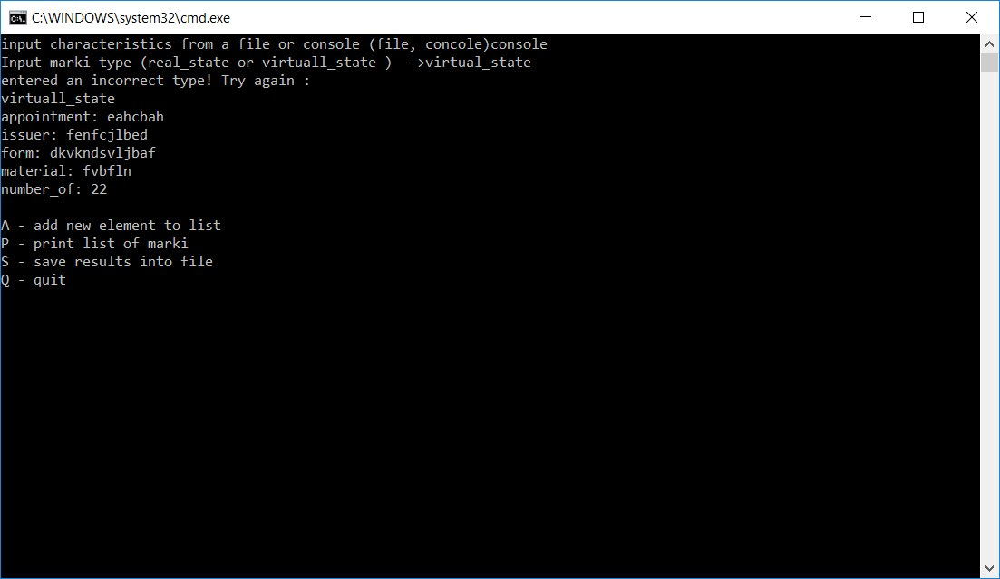 C:\WINDOWS\system32\cmd.exe
input characteristics from a file or console (file, concole)console
Input marki type (real_state or virtuall_state )  ->virtual_state
entered an incorrect type! Try again :
virtuall_state
appointment: eahcbah
issuer: fenfcjlbed
form: dkvkndsvljbaf
material: fvbfln
number_of: 22
A - add new element to list
P - print list of marki
S - save results into file
Q - quit